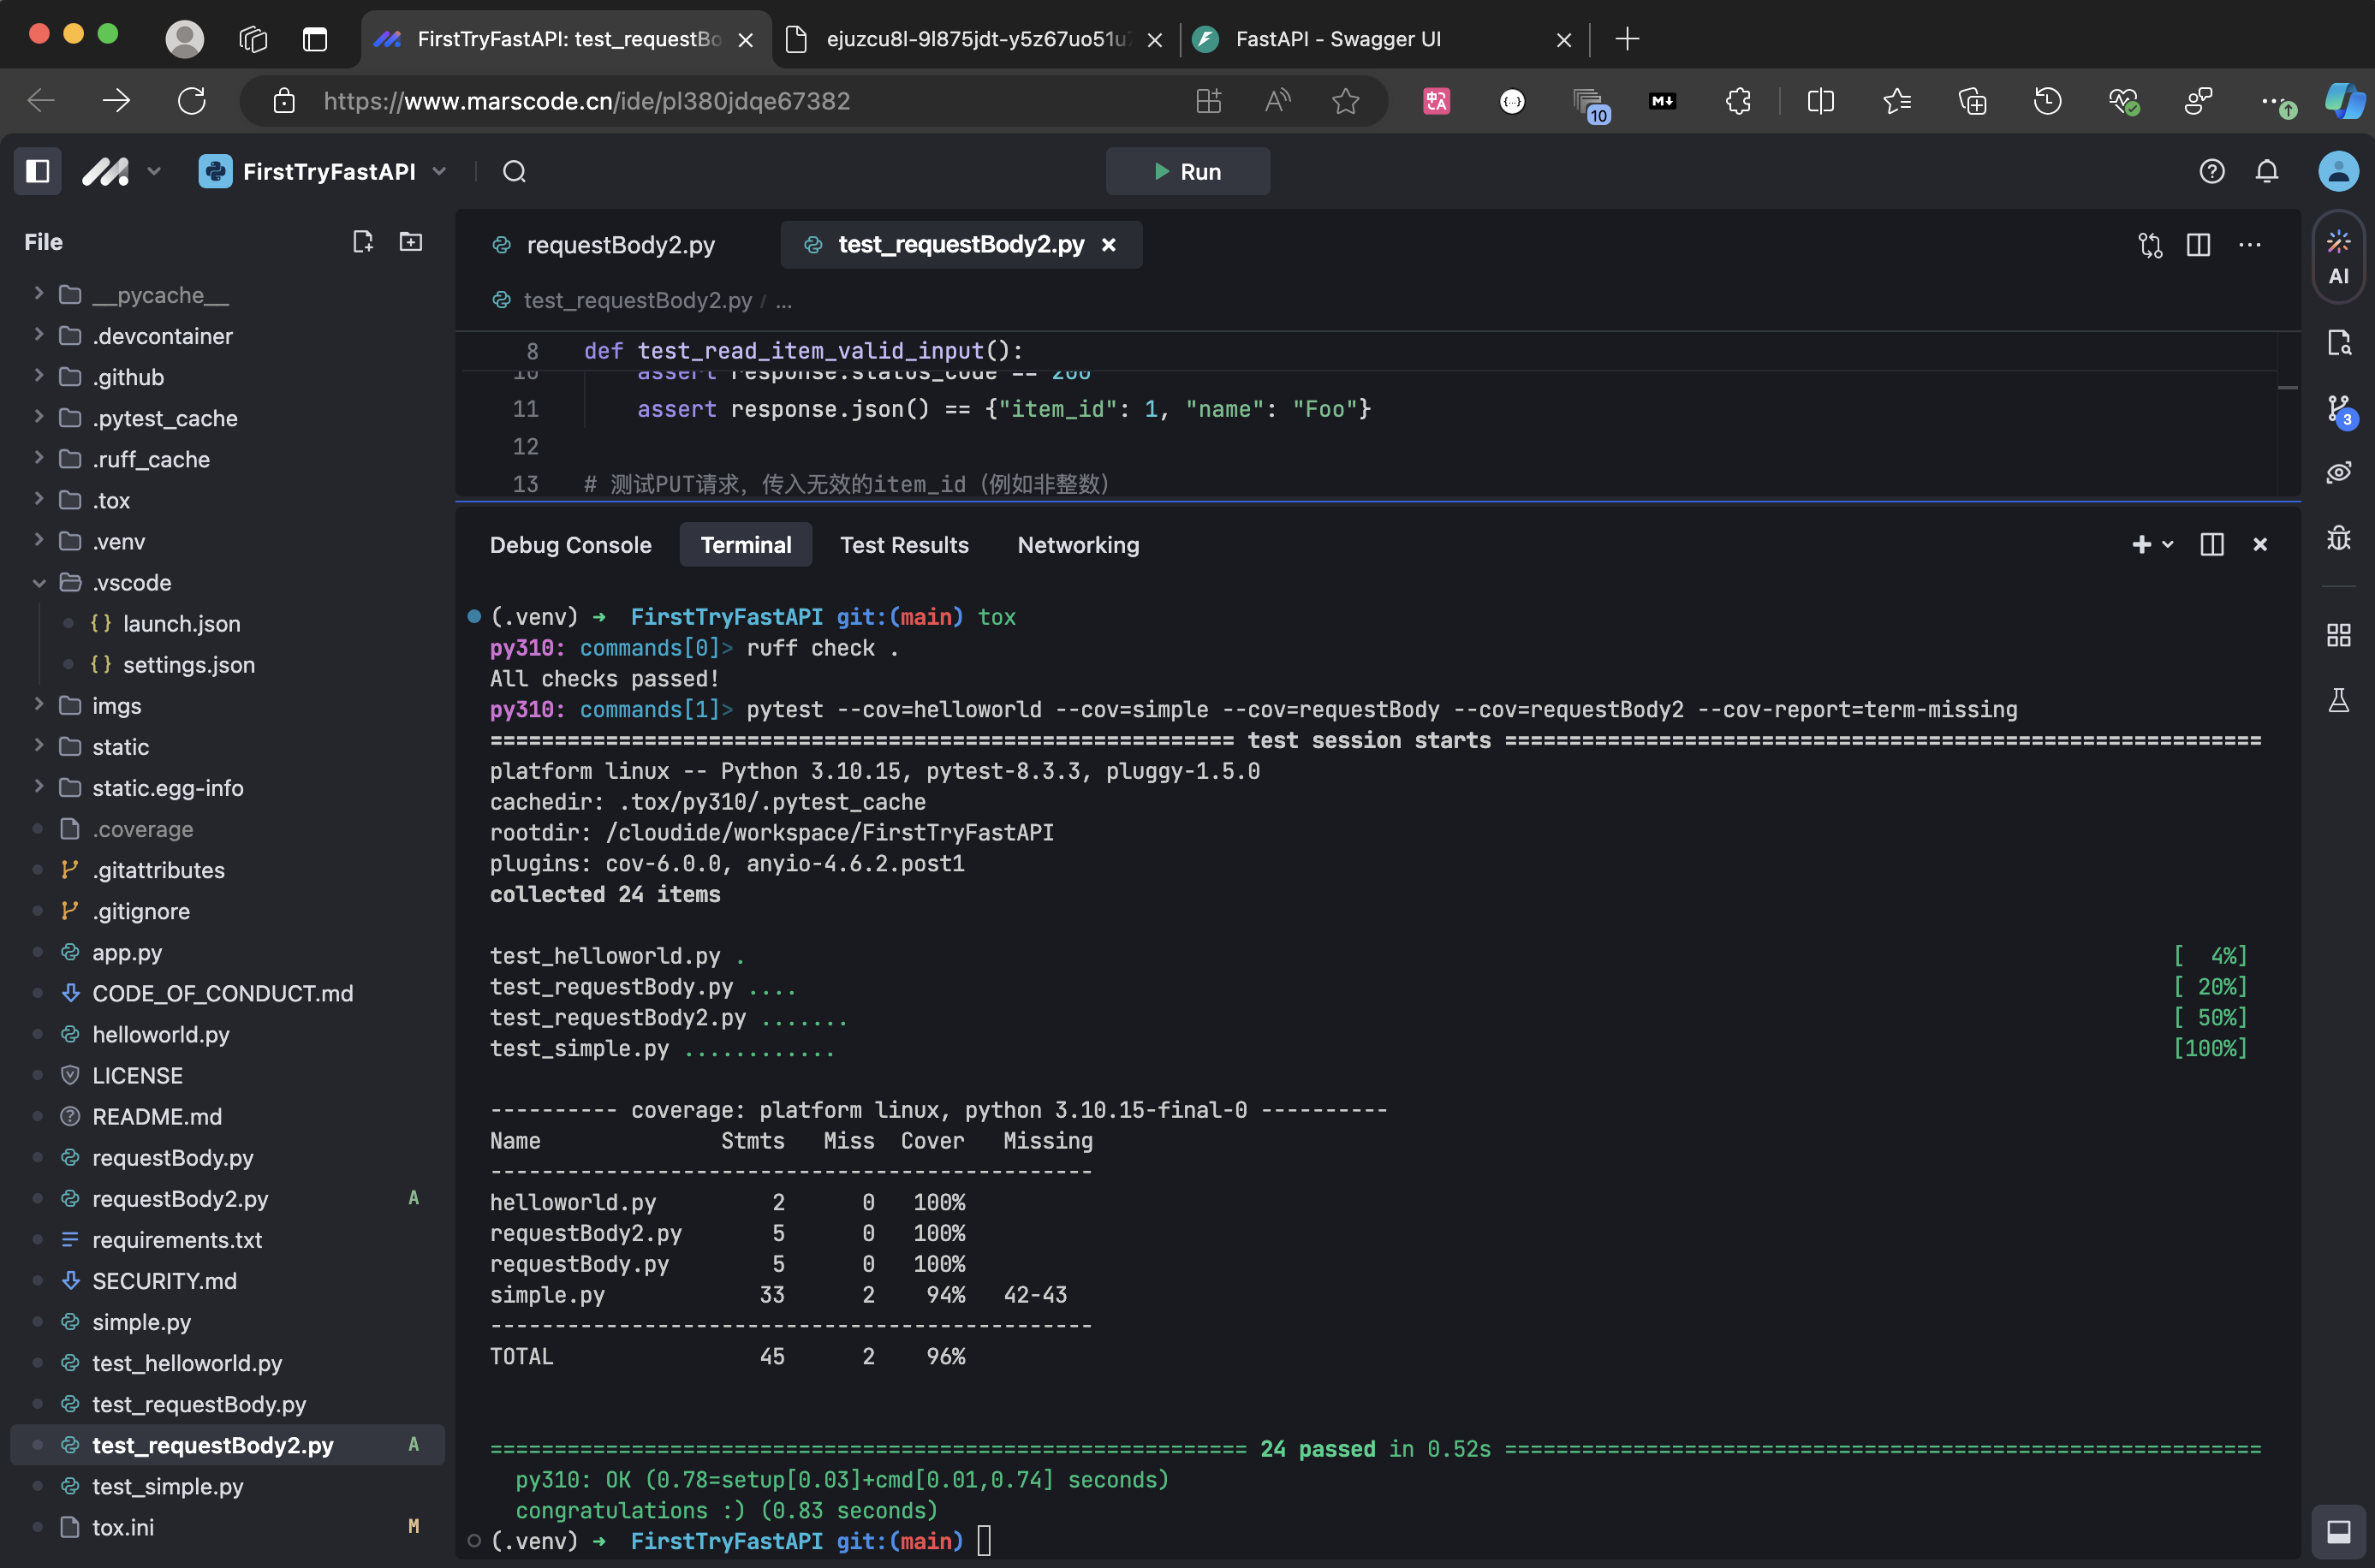 FirstTryFastAPI: test_requestBo
ejuzcu8l-9l875jdt-y5z67uo51u
FastAPI - Swagger UI
https://www.marscode.cn/ide/pl380jdqe67382
10
M
FirstTryFastAPI
Run
File
__pycache__
.devcontainer
.github
.pytest_cache
.ruff_cache
.tox
.venv
.vscode
{} launch.json
{} settings.json
imgs
static
static.egg-info
.coverage
.gitattributes
.gitignore
app.py
CODE_OF_CONDUCT.md
helloworld.py
LICENSE
README.md
requestBody.py
requestBody2.py A
requirements.txt
SECURITY.md
simple.py
test_helloworld.py
test_requestBody.py
test_requestBody2.py A
test_simple.py
tox.ini M
requestBody2.py
test_requestBody2.py
test_requestBody2.py / ...
8 def test_read_item_valid_input():
10 assert response.status_code == 200
11 assert response.json() == {"item_id": 1, "name": "Foo"}
12
13 # 测试PUT请求，传入无效的item_id（例如非整数）
Debug Console Terminal Test Results Networking
(.venv) ➜ FirstTryFastAPI git:(main) tox
py310: commands[0]> ruff check .
All checks passed!
py310: commands[1]> pytest --cov=helloworld --cov=simple --cov=requestBody --cov=requestBody2 --cov-report=term-missing
========================================================== test session starts ===========================================================
platform linux -- Python 3.10.15, pytest-8.3.3, pluggy-1.5.0
cachedir: .tox/py310/.pytest_cache
rootdir: /cloudide/workspace/FirstTryFastAPI
plugins: cov-6.0.0, anyio-4.6.2.post1
collected 24 items
test_helloworld.py . [  4%]
test_requestBody.py .... [ 20%]
test_requestBody2.py ....... [ 50%]
test_simple.py ............ [100%]
---------- coverage: platform linux, python 3.10.15-final-0 ----------
Name Stmts Miss Cover Missing
-----------------------------------------------
helloworld.py 2 0 100%
requestBody2.py 5 0 100%
requestBody.py 5 0 100%
simple.py 33 2 94% 42-43
-----------------------------------------------
TOTAL 45 2 96%
=========================================================== 24 passed in 0.52s ===========================================================
py310: OK (0.78=setup[0.03]+cmd[0.01,0.74] seconds)
congratulations :) (0.83 seconds)
(.venv) ➜ FirstTryFastAPI git:(main)
AI
3